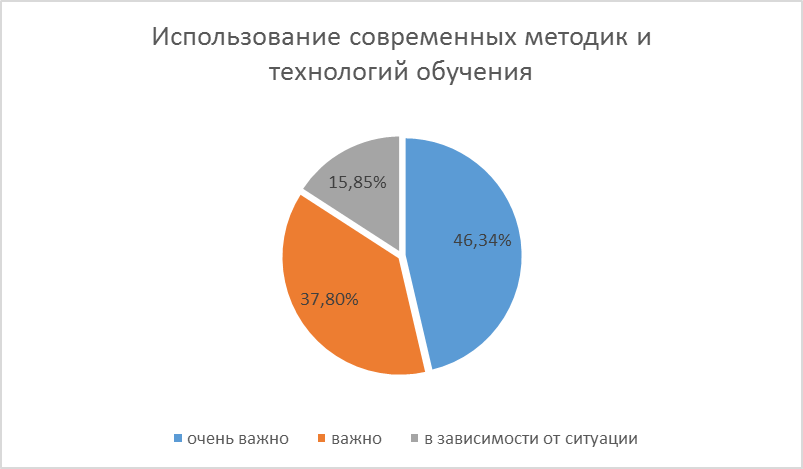 Использование современных методик и
технологий обучения
15,85%
46,34%
37,80%
очень важно
важно
в зависимости от ситуации